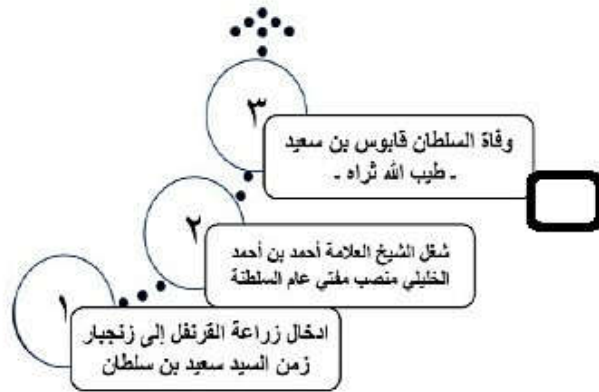 ٣
وفاة السلطان قابوس بن سعيد
- طيب الله ثراه -
٢
شغل الشيخ العلامة أحمد بن أحمد
الخليلي منصب مفتي عام السلطنة
١
ادخال زراعة القرنفل إلى زنجبار
زمن السيد سعيد بن سلطان